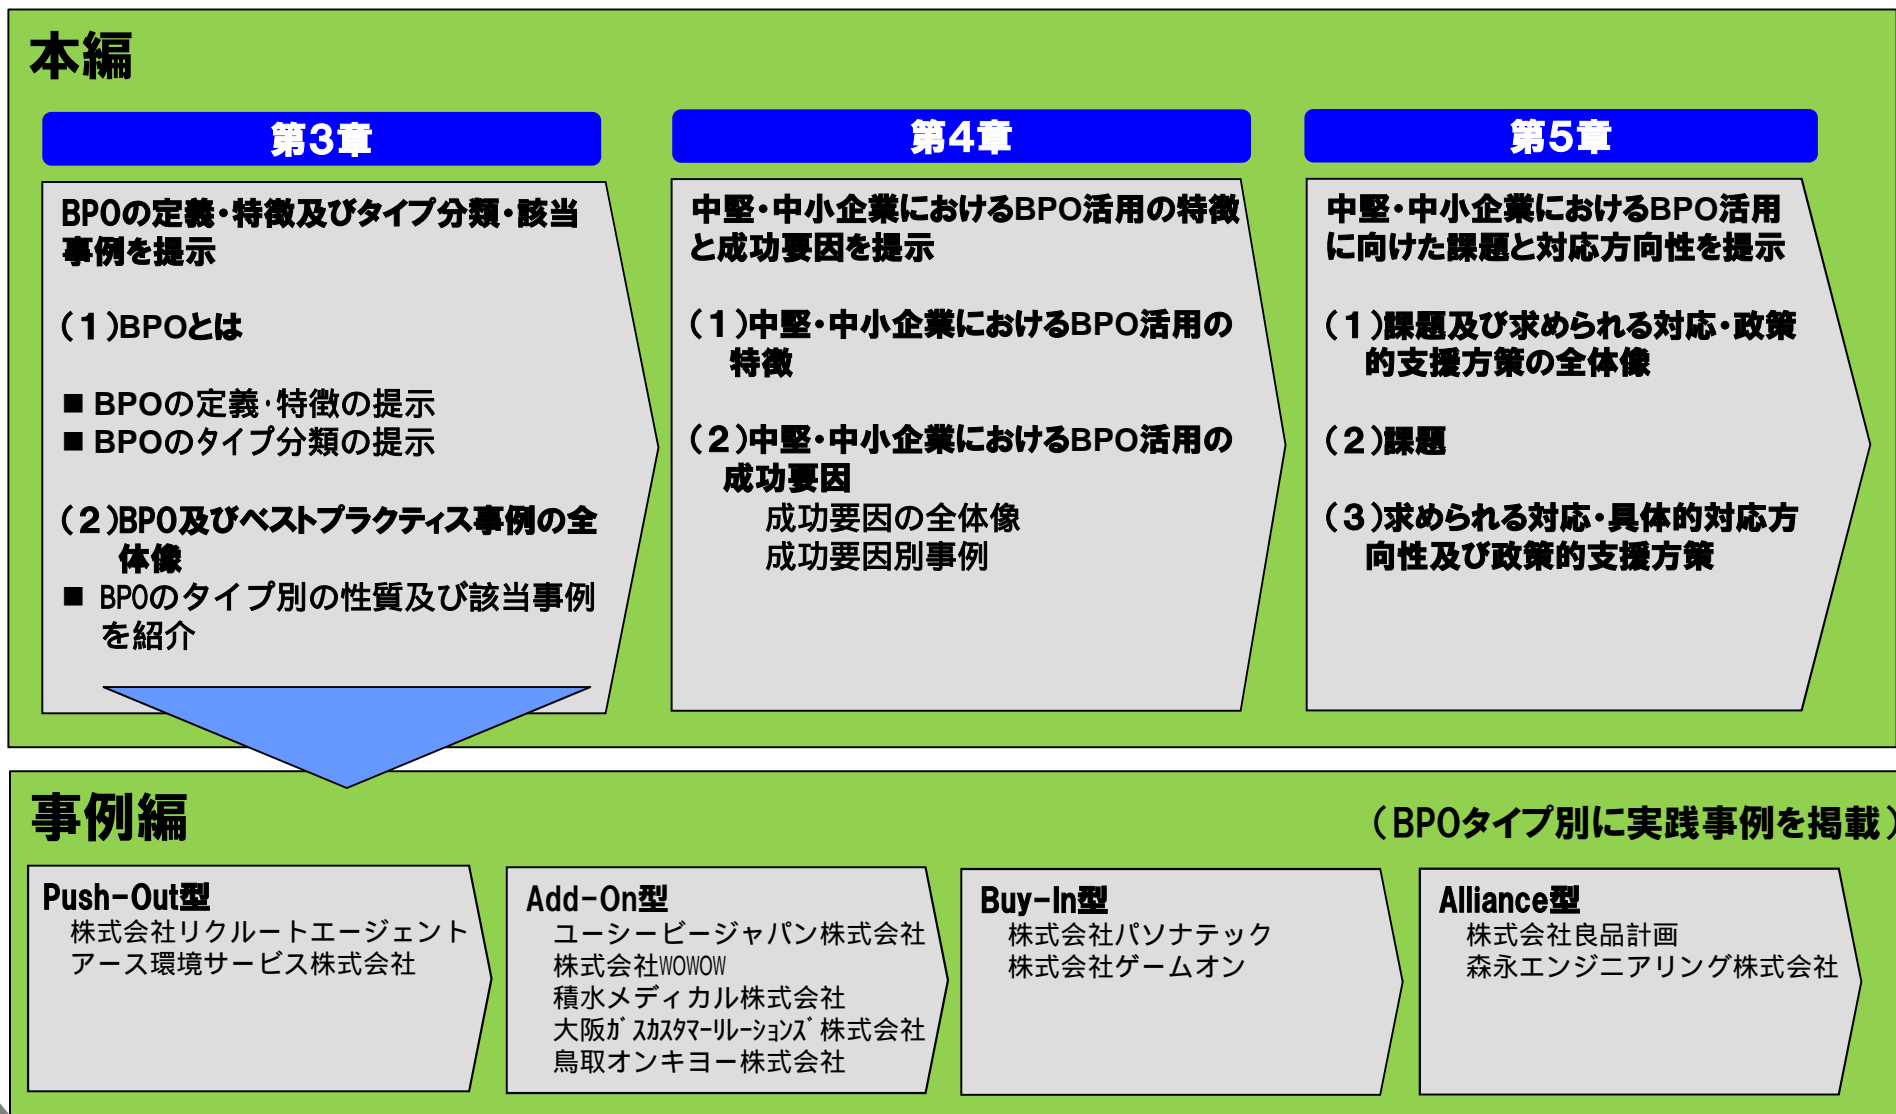 本編
第3章
BPOの定義・特徴及びタイプ分類・該当
事例を提示
（１）BPOとは
■ BPOの定義・特徴の提示
■ BPOのタイプ分類の提示
（２）BPO及びベストプラクティス事例の全
体像
■ BPOのタイプ別の性質及び該当事例
を紹介
第4章
中堅・中小企業におけるBPO活用の特徴
と成功要因を提示
（１）中堅・中小企業におけるBPO活用の
特徴
（２）中堅・中小企業におけるBPO活用の
成功要因
成功要因の全体像
成功要因別事例
第5章
中堅・中小企業におけるBPO活用
に向けた課題と対応方向性を提示
（１）課題及び求められる対応・政策
的支援方策の全体像
（２）課題
（３）求められる対応・具体的対応方
向性及び政策的支援方策
事例編
（BPOタイプ別に実践事例を掲載）
Push-Out型
株式会社リクルートエージェント
アース環境サービス株式会社
Add-On型
ユーシービージャパン株式会社
株式会社WOWOW
積水メディカル株式会社
大阪ｶﾞｽｶｽﾀﾏｰﾘﾚｰｼｮﾝｽﾞ株式会社
鳥取オンキヨー株式会社
Buy-In型
株式会社パソナテック
株式会社ゲームオン
Alliance型
株式会社良品計画
森永エンジニアリング株式会社